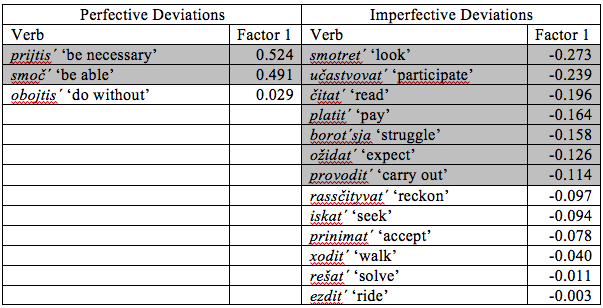 Perfective Deviations Imperfective Deviations
Verb Factor 1 Verb Factor 1
prijtis´ ‘be necessary’ 0.524 smotret´ ‘look’ -0.273
smoč´ ‘be able’ 0.491 učastvovat´ ‘participate’ -0.239
obojtis´ ‘do without’ 0.029 čitat´ ‘read’ -0.196
platit´ ‘pay’ -0.164
borot´sja ‘struggle’ -0.158
ožidat´ ‘expect’ -0.126
provodit´ ‘carry out’ -0.114
rassčityvat´ ‘reckon’ -0.097
iskat´ ‘seek’ -0.094
prinimat´ ‘accept’ -0.078
xodit´ ‘walk’ -0.040
rešat´ ‘solve’ -0.011
ezdit´ ‘ride’ -0.003